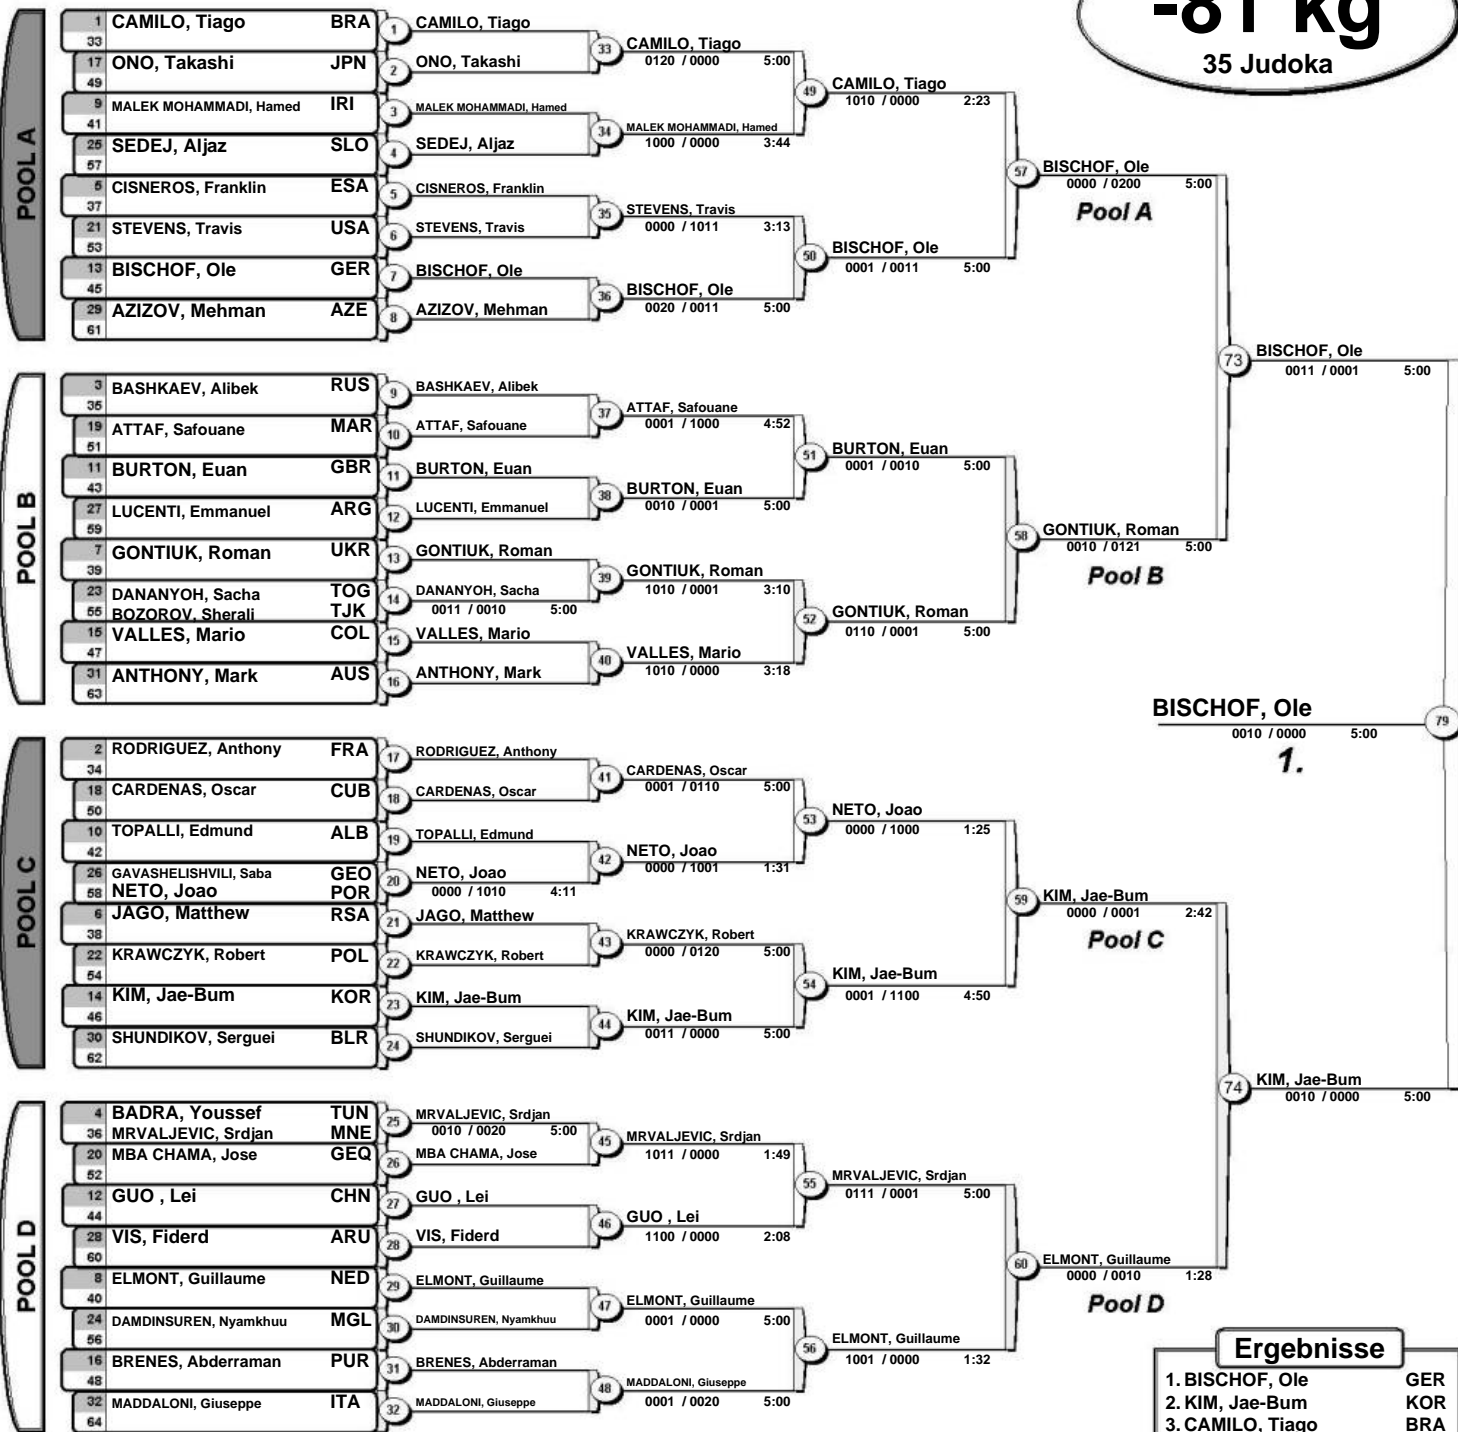 -81 kg
35 Judoka
POOL A
1 CAMILO, Tiago BRA
33
17 ONO, Takashi JPN
49
9 MALEK MOHAMMADI, Hamed IRI
41
25 SEDEJ, Aljaz SLO
57
5 CISNEROS, Franklin ESA
37
21 STEVENS, Travis USA
53
13 BISCHOF, Ole GER
45
29 AZIZOV, Mehman AZE
61
1 CAMILO, Tiago
2 ONO, Takashi
3 MALEK MOHAMMADI, Hamed
4 SEDEJ, Aljaz
5 CISNEROS, Franklin
6 STEVENS, Travis
7 BISCHOF, Ole
8 AZIZOV, Mehman
33 CAMILO, Tiago
0120 / 0000 5:00
34 MALEK MOHAMMADI, Hamed
1000 / 0000 3:44
35 STEVENS, Travis
0000 / 1011 3:13
36 BISCHOF, Ole
0020 / 0011 5:00
49 CAMILO, Tiago
1010 / 0000 2:23
50 BISCHOF, Ole
0001 / 0011 5:00
57 BISCHOF, Ole
0000 / 0200 5:00
Pool A
POOL B
3 BASHKAEV, Alibek RUS
35
19 ATTAF, Safouane MAR
51
11 BURTON, Euan GBR
43
27 LUCENTI, Emmanuel ARG
59
7 GONTIUK, Roman UKR
39
23 DANANYOH, Sacha TOG
55 BOZOROV, Sherali TJK
15 VALLES, Mario COL
47
31 ANTHONY, Mark AUS
63
9 BASHKAEV, Alibek
10 ATTAF, Safouane
11 BURTON, Euan
12 LUCENTI, Emmanuel
13 GONTIUK, Roman
14 DANANYOH, Sacha
0011 / 0010 5:00
15 VALLES, Mario
16 ANTHONY, Mark
37 ATTAF, Safouane
0001 / 1000 4:52
38 BURTON, Euan
0010 / 0001 5:00
39 GONTIUK, Roman
1010 / 0001 3:10
40 VALLES, Mario
1010 / 0000 3:18
51 BURTON, Euan
0001 / 0010 5:00
52 GONTIUK, Roman
0110 / 0001 5:00
58 GONTIUK, Roman
0010 / 0121 5:00
Pool B
73 BISCHOF, Ole
0011 / 0001 5:00
BISCHOF, Ole 79
0010 / 0000 5:00
1.
POOL C
2 RODRIGUEZ, Anthony FRA
34
18 CARDENAS, Oscar CUB
50
10 TOPALLI, Edmund ALB
42
26 GAVASHELISHVILI, Saba GEO
58 NETO, Joao POR
6 JAGO, Matthew RSA
38
22 KRAWCZYK, Robert POL
54
14 KIM, Jae-Bum KOR
46
30 SHUNDIKOV, Serguei BLR
62
17 RODRIGUEZ, Anthony
18 CARDENAS, Oscar
19 TOPALLI, Edmund
20 NETO, Joao
0000 / 1010 4:11
21 JAGO, Matthew
22 KRAWCZYK, Robert
23 KIM, Jae-Bum
24 SHUNDIKOV, Serguei
41 CARDENAS, Oscar
0001 / 0110 5:00
42 NETO, Joao
0000 / 1001 1:31
43 KRAWCZYK, Robert
0000 / 0120 5:00
44 KIM, Jae-Bum
0011 / 0000 5:00
53 NETO, Joao
0000 / 1000 1:25
54 KIM, Jae-Bum
0001 / 1100 4:50
59 KIM, Jae-Bum
0000 / 0001 2:42
Pool C
POOL D
4 BADRA, Youssef TUN
36 MRVALJEVIC, Srdjan MNE
20 MBA CHAMA, Jose GEQ
52
12 GUO , Lei CHN
44
28 VIS, Fiderd ARU
60
8 ELMONT, Guillaume NED
40
24 DAMDINSUREN, Nyamkhuu MGL
56
16 BRENES, Abderraman PUR
48
32 MADDALONI, Giuseppe ITA
64
25 MRVALJEVIC, Srdjan
0010 / 0020 5:00
26 MBA CHAMA, Jose
27 GUO , Lei
28 VIS, Fiderd
29 ELMONT, Guillaume
30 DAMDINSUREN, Nyamkhuu
31 BRENES, Abderraman
32 MADDALONI, Giuseppe
45 MRVALJEVIC, Srdjan
1011 / 0000 1:49
46 GUO , Lei
1100 / 0000 2:08
47 ELMONT, Guillaume
0001 / 0000 5:00
48 MADDALONI, Giuseppe
0001 / 0020 5:00
55 MRVALJEVIC, Srdjan
0111 / 0001 5:00
56 ELMONT, Guillaume
1001 / 0000 1:32
60 ELMONT, Guillaume
0000 / 0010 1:28
Pool D
74 KIM, Jae-Bum
0010 / 0000 5:00
Ergebnisse
1. BISCHOF, Ole GER
2. KIM, Jae-Bum KOR
3. CAMILO, Tiago BRA